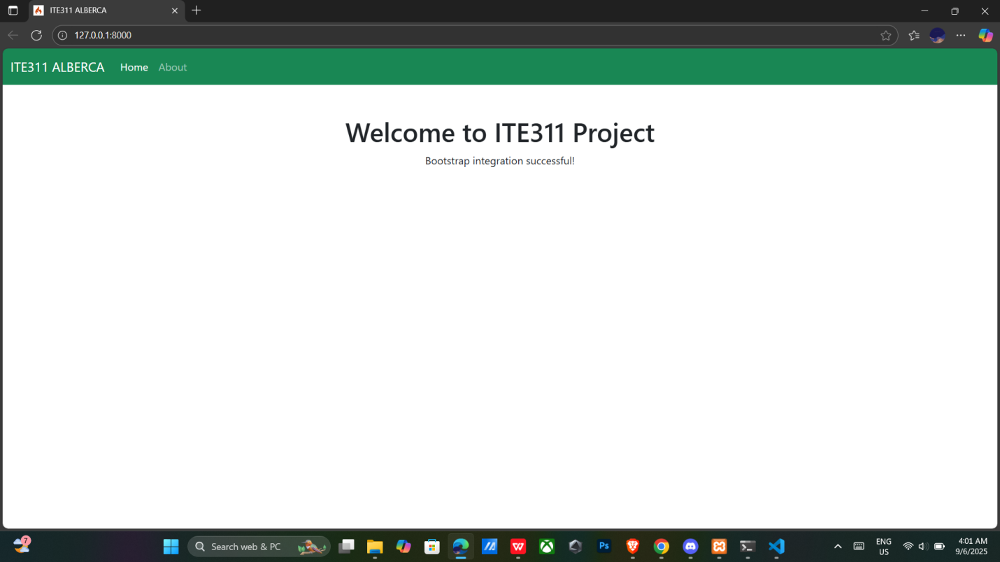 ITE311 ALBERCA
127.0.0.1:8000
ITE311 ALBERCA Home About
Welcome to ITE311 Project
Bootstrap integration successful!
7
Search web & PC
Ps
ENG
US
4:01 AM
9/6/2025